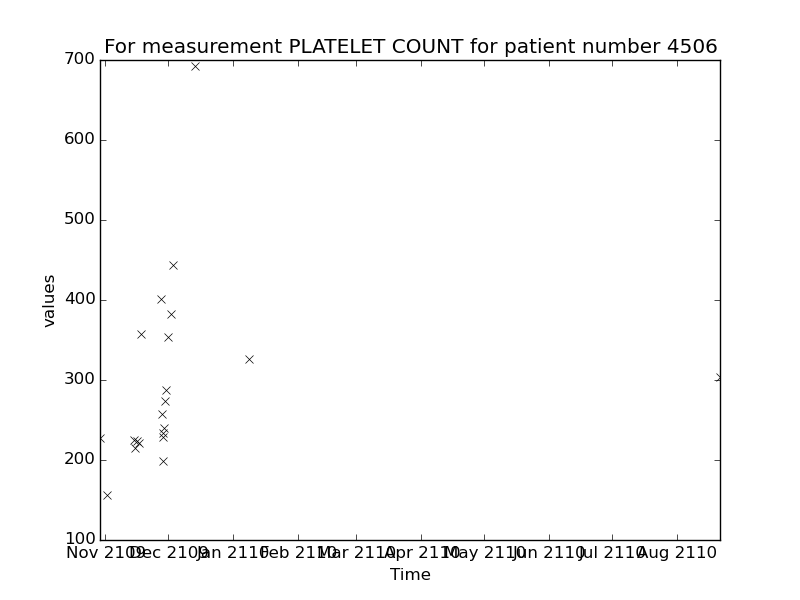 For measurement PLATELET COUNT for patient number 4506
700
600
500
400
300
200
100
values
Nov 2109 Dec 2109 Jan 2110 Feb 2110 Mar 2110 Apr 2110 May 2110 Jun 2110 Jul 2110 Aug 2110
Time